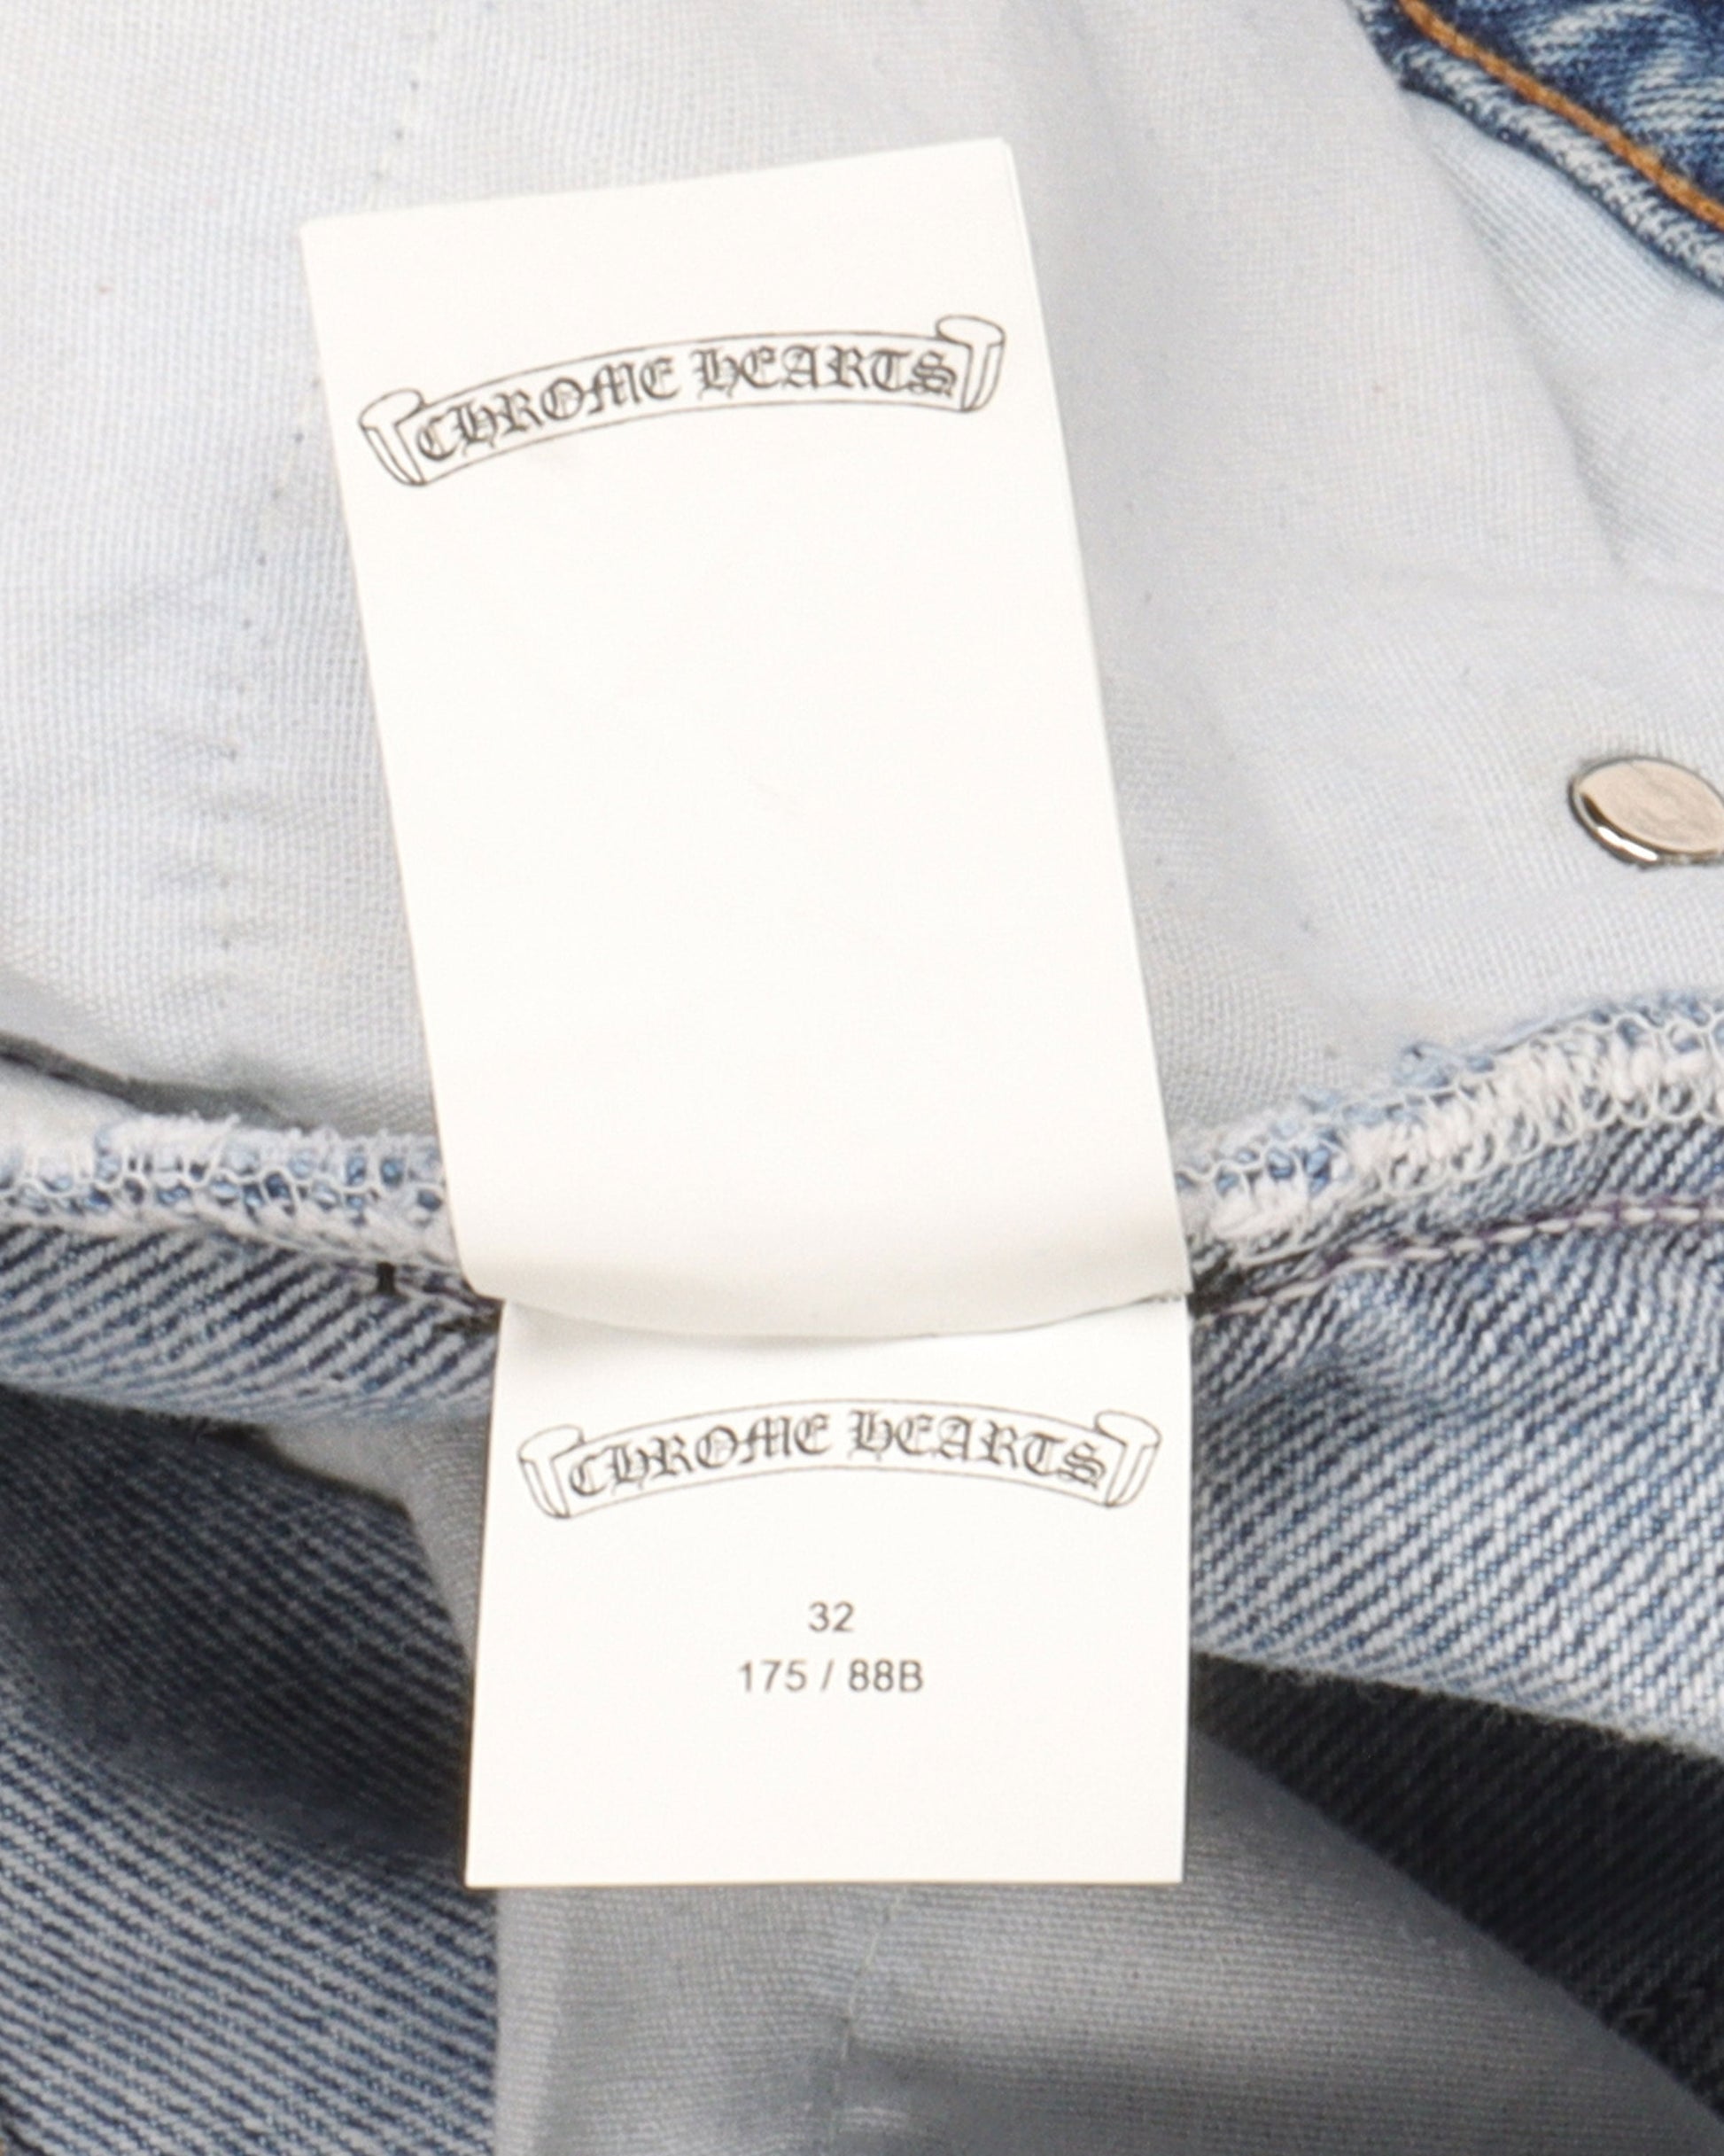 CHROME HEARTS
CHROME HEARTS
32
175 / 88B